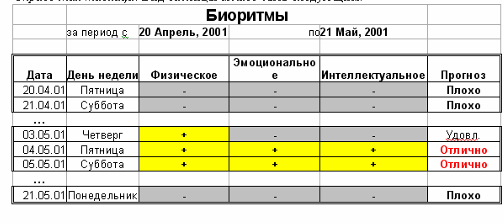 Биоритмы
за период с 20 Апрель, 2001 по 21 Май, 2001
Дата День недели Физическое Эмоциональное Интеллектуальное Прогноз
20.04.01 Пятница - - - Плохо
21.04.01 Суббота - - - Плохо
...
03.05.01 Четверг + - - Удовл.
04.05.01 Пятница + + + Отлично
05.05.01 Суббота + + + Отлично
...
21.05.01 Понедельник - - - Плохо